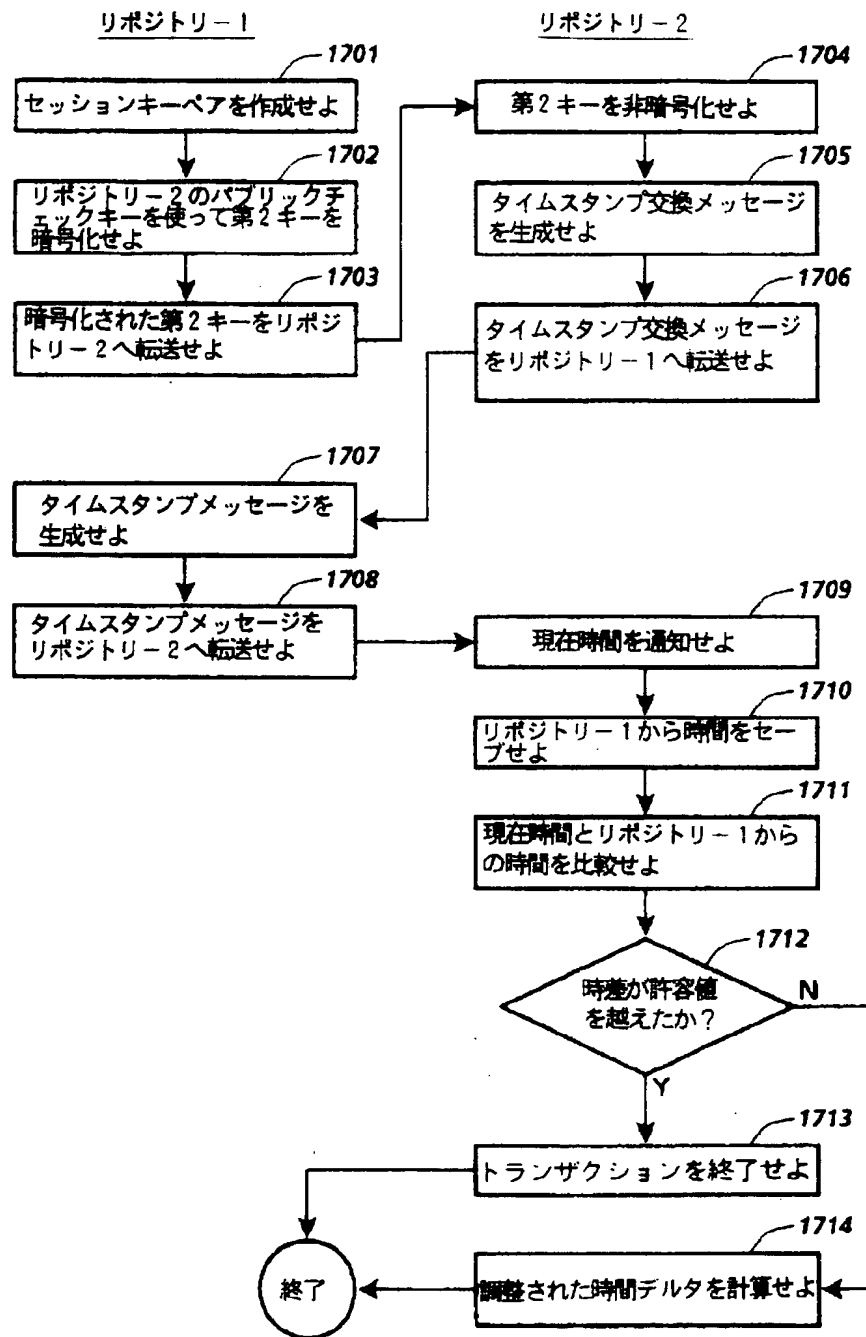 リポジトリー1
リポジトリー2
1701
セッションキーペアを作成せよ
1702
リポジトリー2のパブリックチ
ェックキーを使って第2キーを
暗号化せよ
1703
暗号化された第2キーをリポジ
トリー2へ転送せよ
1704
第2キーを非暗号化せよ
1705
タイムスタンプ交換メッセージ
を生成せよ
1706
タイムスタンプ交換メッセージ
をリポジトリー1へ転送せよ
1707
タイムスタンプメッセージを
生成せよ
1708
タイムスタンプメッセージを
リポジトリー2へ転送せよ
1709
現在時間を通知せよ
1710
リポジトリー1から時間をセー
ブせよ
1711
現在時間とリポジトリー1から
の時間を比較せよ
1712
時差が許容値
を越えたか?
N
Y
1713
トランザクションを終了せよ
1714
調整された時間デルタを計算せよ
終了